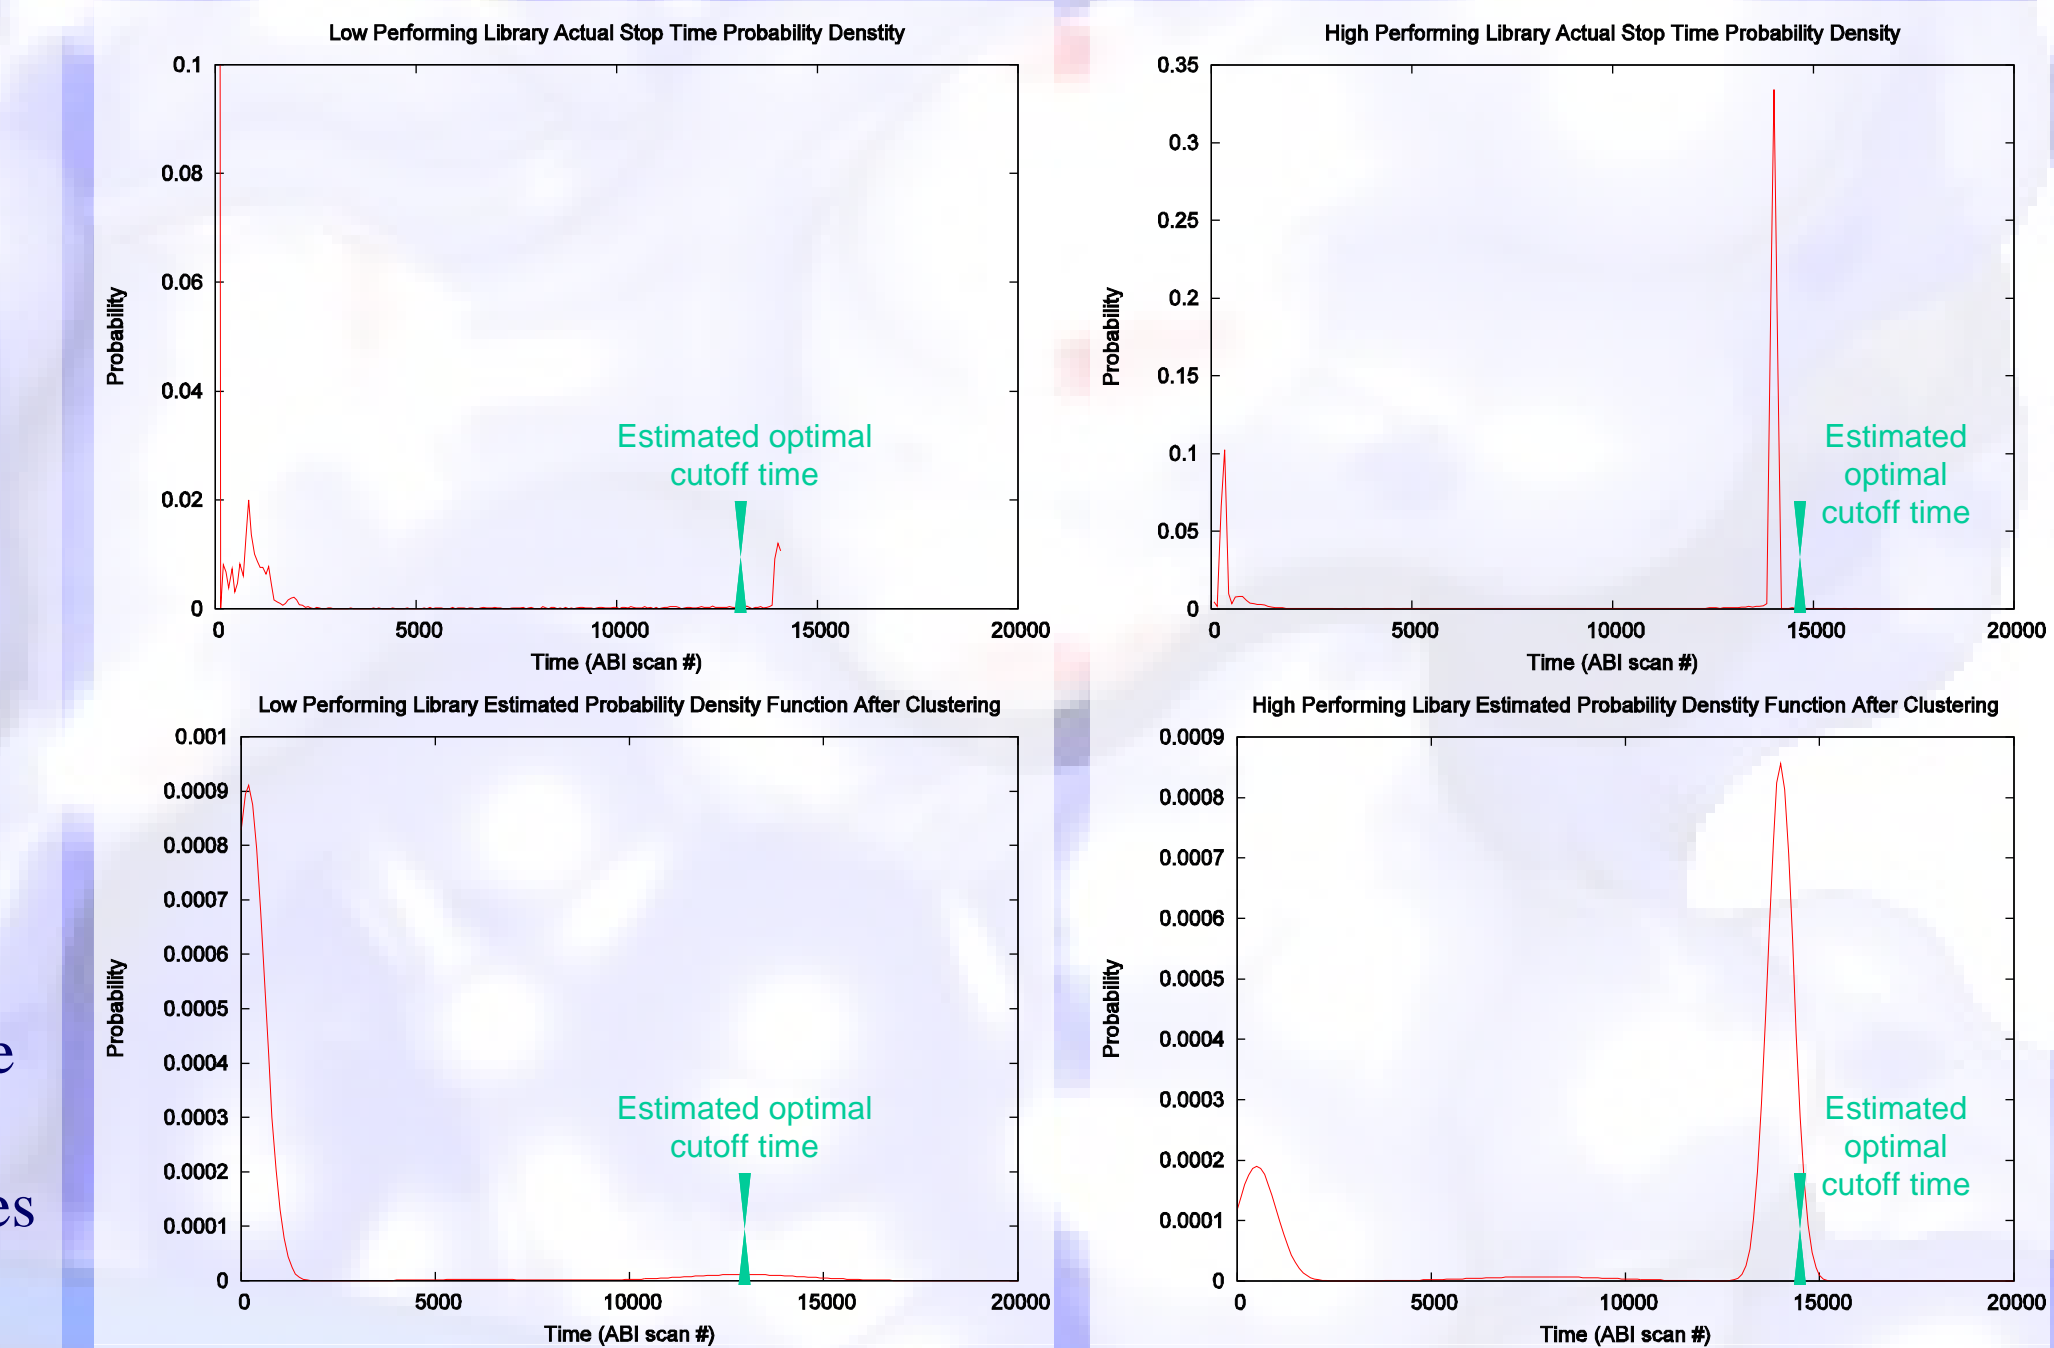 Low Performing Library Actual Stop Time Probability Denstity
0.1
0.08
0.06
0.04
0.02
0
Probability
Estimated optimal
cutoff time
0 5000 10000 15000 20000
Time (ABI scan #)
High Performing Library Actual Stop Time Probability Density
0.35
0.3
0.25
0.2
0.15
0.1
0.05
0
Probability
Estimated
optimal
cutoff time
0 5000 10000 15000 20000
Time (ABI scan #)
Low Performing Library Estimated Probability Density Function After Clustering
0.001
0.0009
0.0008
0.0007
0.0006
0.0005
0.0004
0.0003
0.0002
0.0001
0
Probability
Estimated optimal
cutoff time
0 5000 10000 15000 20000
Time (ABI scan #)
High Performing Libary Estimated Probability Denstity Function After Clustering
0.0009
0.0008
0.0007
0.0006
0.0005
0.0004
0.0003
0.0002
0.0001
0
Probability
Estimated
optimal
cutoff time
0 5000 10000 15000 20000
Time (ABI scan #)
e
es